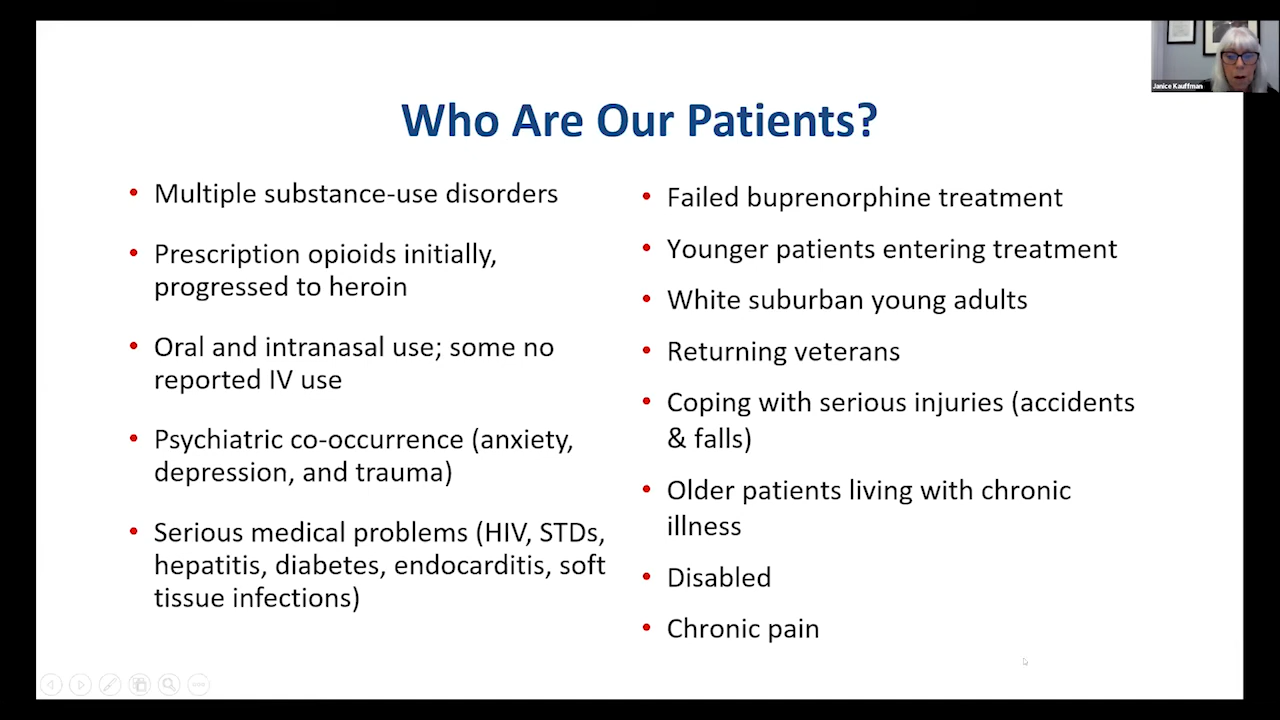 Janice Kauffman
Who Are Our Patients?
• Multiple substance-use disorders
• Prescription opioids initially,
progressed to heroin
• Oral and intranasal use; some no
reported IV use
• Psychiatric co-occurrence (anxiety,
depression, and trauma)
• Serious medical problems (HIV, STDs,
hepatitis, diabetes, endocarditis, soft
tissue infections)
• Failed buprenorphine treatment
• Younger patients entering treatment
• White suburban young adults
• Returning veterans
• Coping with serious injuries (accidents
& falls)
• Older patients living with chronic
illness
• Disabled
• Chronic pain